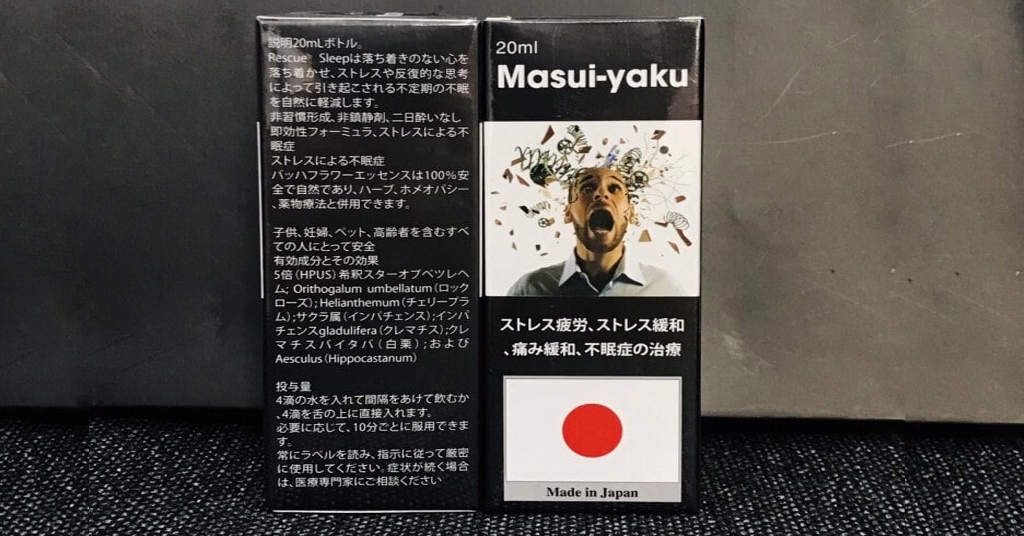 説明20mLボトル。
Rescue Sleepは落ち着きのない心を
落ち着かせ、ストレスや反復的な思考
によって引き起こされる不定期の不眠
を自然に軽減します。
非習慣形成、非鎮静剤、二日酔いなし
即効性フォーミュラ、ストレスによる不
眠症
ストレスによる不眠症
バッハフラワーエッセンスは100%安
全で自然であり、ハーブ、ホメオパシー
、薬物療法と併用できます。
子供、妊婦、ペット、高齢者を含むすべ
ての人にとって安全
有効成分とその効果
5倍(HPUS)希釈スターオブベツレヘ
ム; Orithogalum umbellatum(ロック
ローズ);Helianthemum(チェリープラ
ム);サクラ属(インパチェンス);インパ
チェンスgladulifera(クレマチス);クレ
マチスバイタバ(白栗);および
Aesculus(Hippocastanum)
投与量
4滴の水を入れて間隔をあけて飲むか
、4滴を舌の上に直接入れます。
必要に応じて、10分ごとに服用できま
す。
常にラベルを読み、指示に従って厳密
に使用してください。症状が続く場合
は、医療専門家にご相談ください
20ml
Masui-yaku
ストレス疲労、ストレス緩和
、痛み緩和、不眠症の治療
Made in Japan